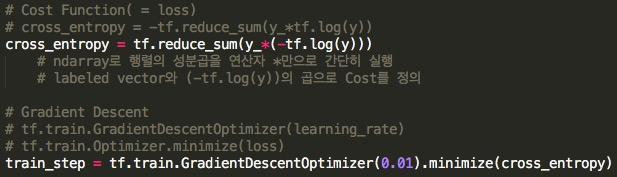 # Cost Function( = loss)
# cross_entropy = -tf.reduce_sum(y_*tf.log(y))
cross_entropy = tf.reduce_sum(y_*(-tf.log(y)))
# ndarray로 행렬의 성분곱을 연산자 *만으로 간단히 실행
# labeled vector와 (-tf.log(y))의 곱으로 Cost를 정의
# Gradient Descent
# tf.train.GradientDescentOptimizer(learning_rate)
# tf.train.Optimizer.minimize(loss)
train_step = tf.train.GradientDescentOptimizer(0.01).minimize(cross_entropy)